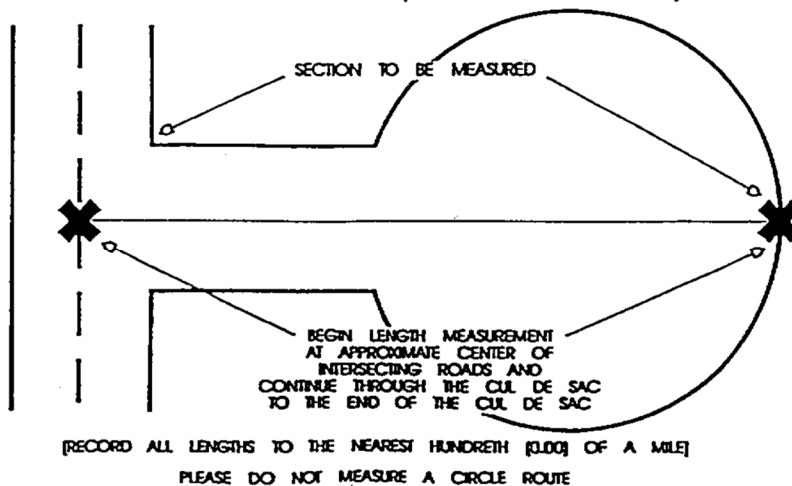 SECTION TO BE MEASURED
BEGIN LENGTH MEASUREMENT
AT APPROXIMATE CENTER OF
INTERSECTING ROADS AND
CONTINUE THROUGH THE CUL DE SAC
TO THE END OF THE CUL DE SAC
[RECORD ALL LENGTHS TO THE NEAREST HUNDRETH [0.00] OF A MILE]
PLEASE DO NOT MEASURE A CIRCLE ROUTE